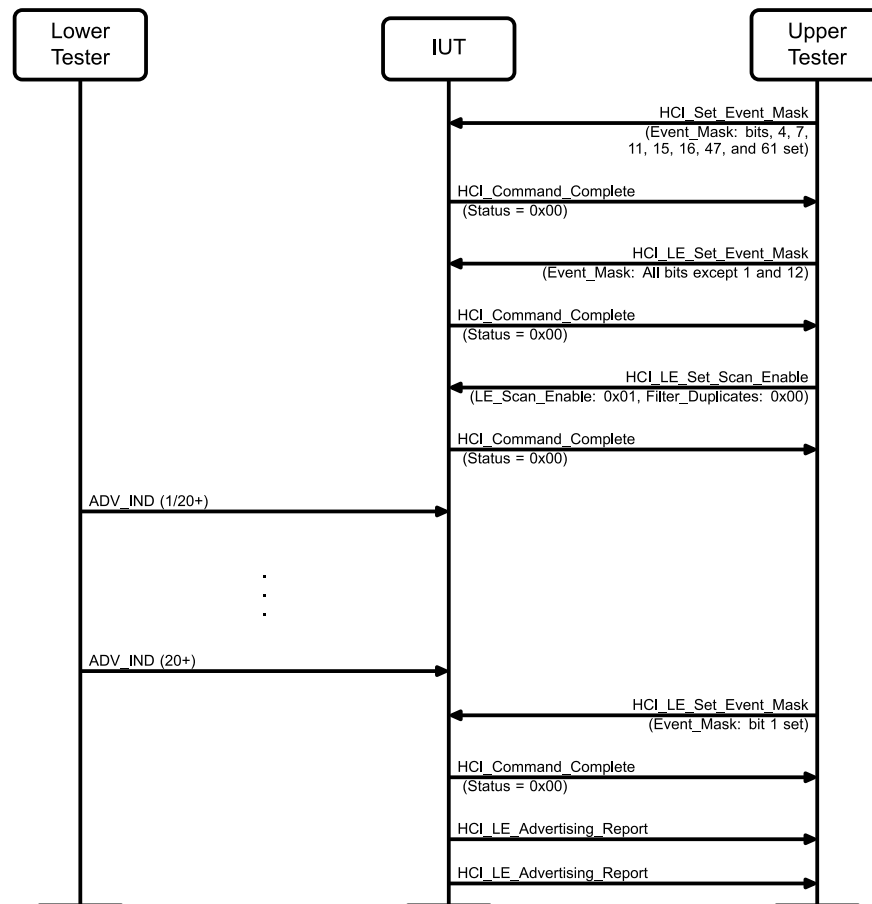 Lower
Tester
IUT
Upper
Tester
HCI_Set_Event_Mask
(Event_Mask: bits, 4, 7,
11, 15, 16, 47, and 61 set)
HCI_Command_Complete
(Status = 0x00)
HCI_LE_Set_Event_Mask
(Event_Mask: All bits except 1 and 12)
HCI_Command_Complete
(Status = 0x00)
HCI_LE_Set_Scan_Enable
(LE_Scan_Enable: 0x01, Filter_Duplicates: 0x00)
HCI_Command_Complete
(Status = 0x00)
ADV_IND (1/20+)
ADV_IND (20+)
HCI_LE_Set_Event_Mask
(Event_Mask: bit 1 set)
HCI_Command_Complete
(Status = 0x00)
HCI_LE_Advertising_Report
HCI_LE_Advertising_Report